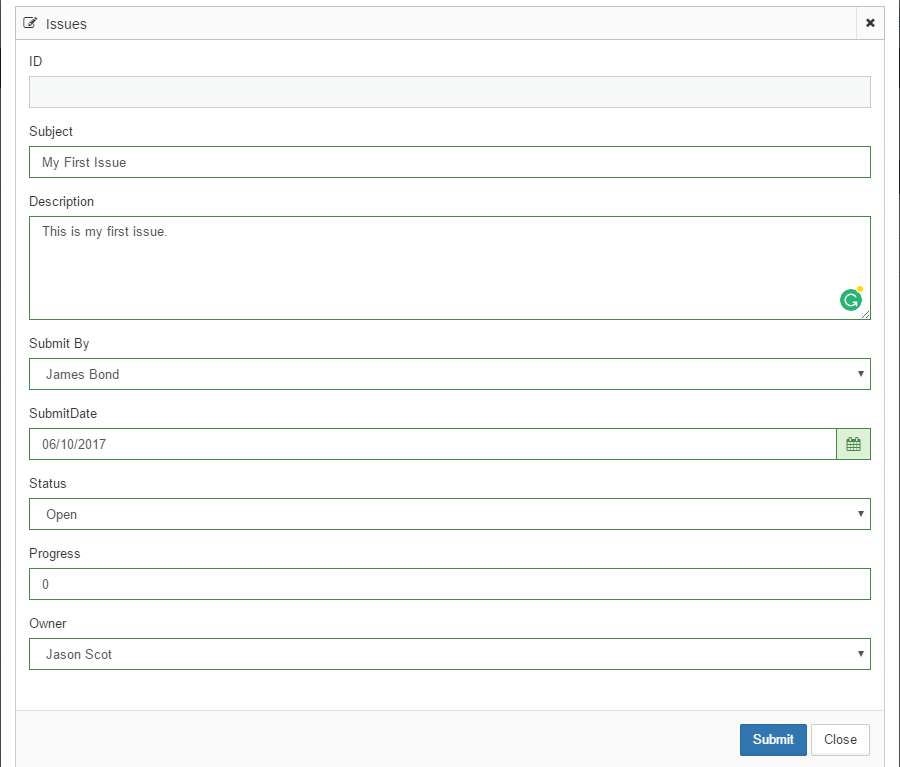 Issues
ID
Subject
My First Issue
Description
This is my first issue.
Submit By
James Bond
SubmitDate
06/10/2017
Status
Open
Progress
0
Owner
Jason Scot
Submit Close